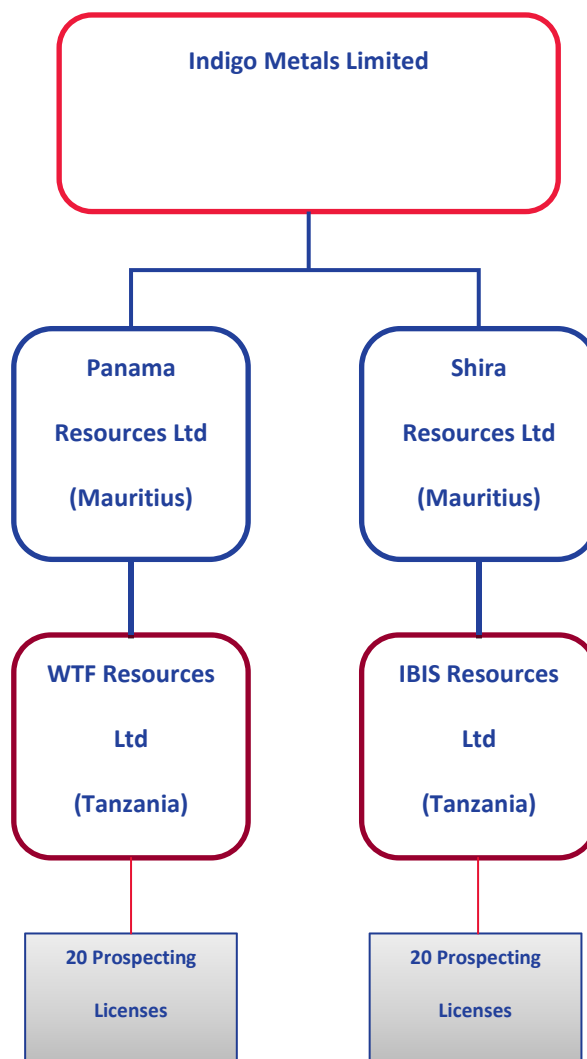 Indigo Metals Limited
Panama
Resources Ltd
(Mauritius)
Shira
Resources Ltd
(Mauritius)
WTF Resources
Ltd
(Tanzania)
IBIS Resources
Ltd
(Tanzania)
20 Prospecting
Licenses
20 Prospecting
Licenses